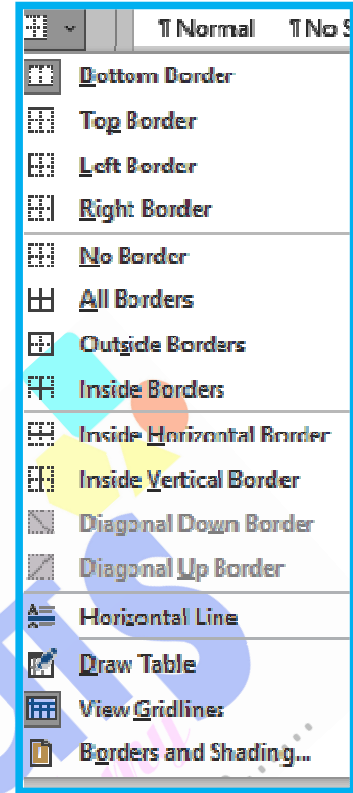 ¶ Normal ¶ No S
Bottom Border
Top Border
Left Border
Right Border
No Border
All Borders
Outside Borders
Inside Borders
Inside Horizontal Border
Inside Vertical Border
Diagonal Down Border
Diagonal Up Border
Horizontal Line
Draw Table
View Gridlines
Borders and Shading...